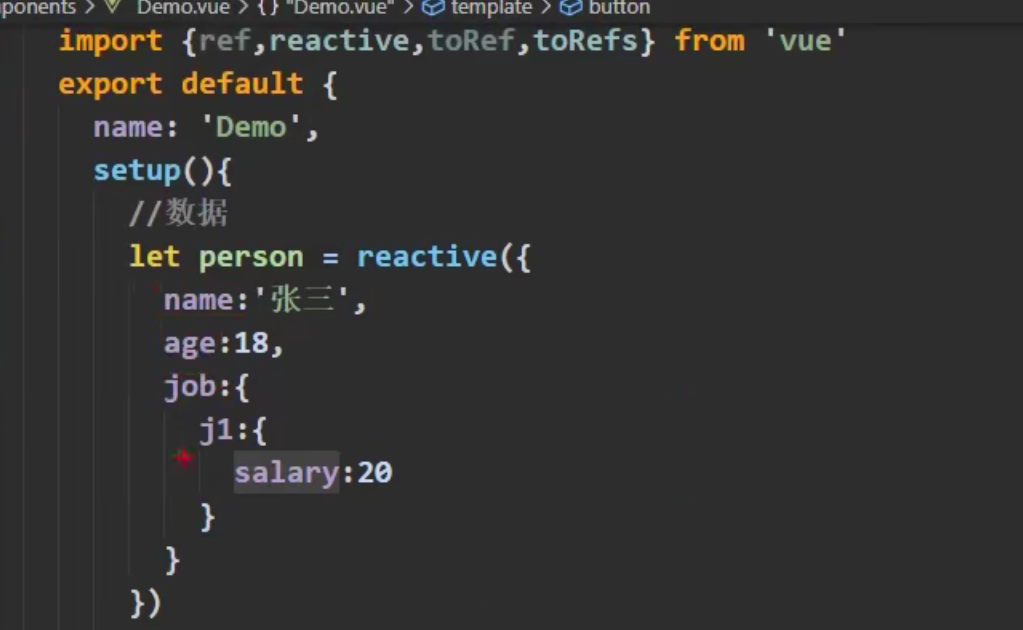 ponents > Demo.vue > {} "Demo.vue" > template > button
import {ref,reactive,toRef,toRefs} from 'vue'
export default {
name: 'Demo',
setup(){
//数据
let person = reactive({
name:'张三',
age:18,
job:{
j1:{
salary:20
}
}
})